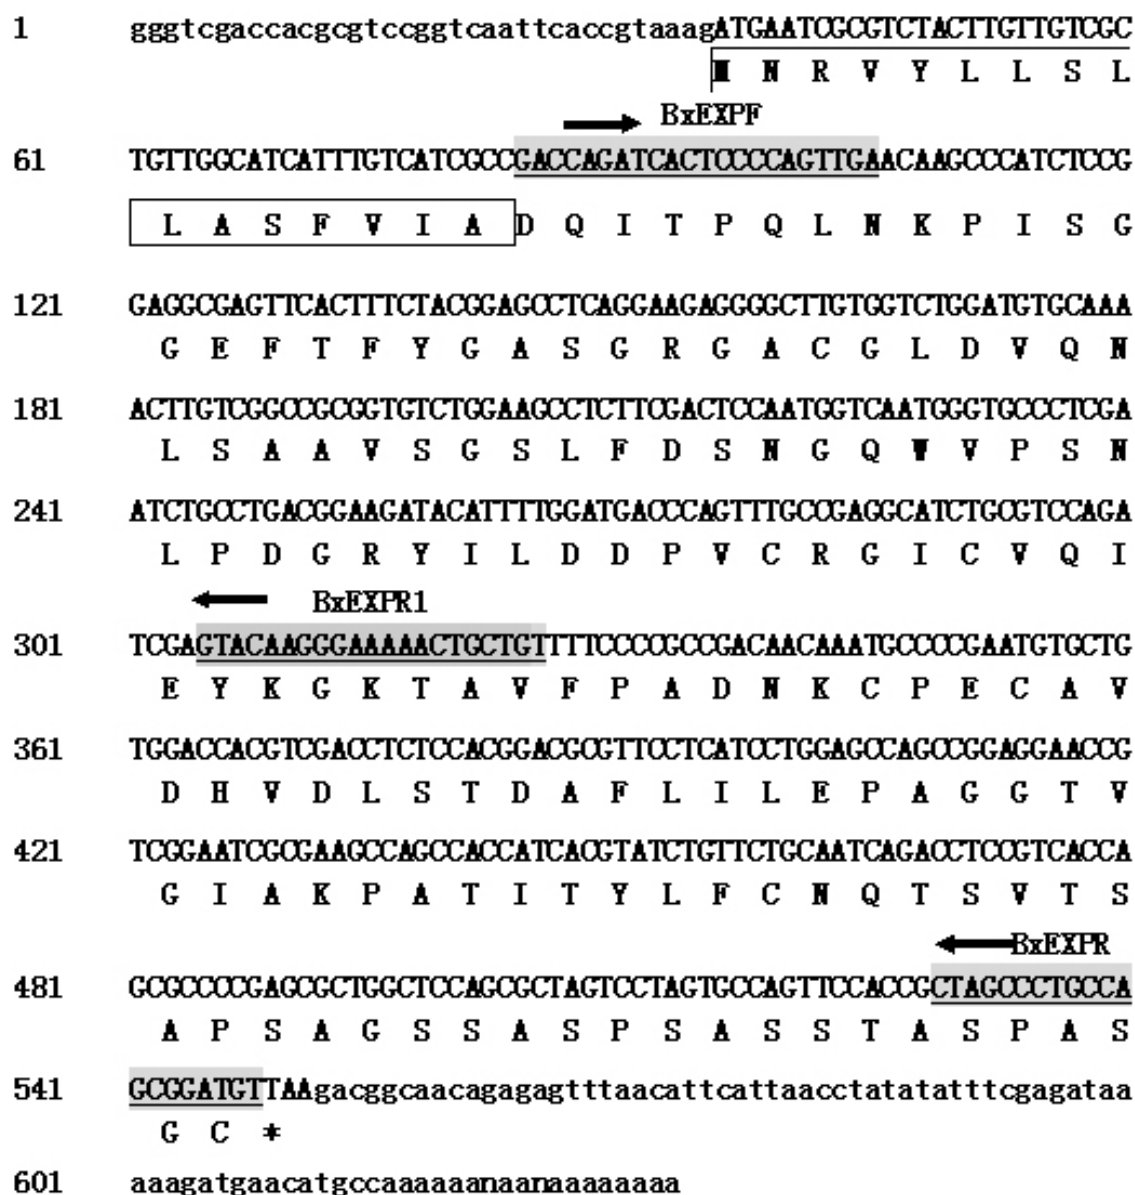 1 gggtcgaccacgcgtccggtcaattcaccgtaaagATGAATCGCGTCTACTTGTTGTCGC
M N R V Y L L S L
BxEXPF
61 TGTTGGCATCATTTGTCATCGCCGACCAGATCACTCCCCAGTTGAACAAGCCCATCTCCG
L A S F V I A D Q I T P Q L N K P I S G
121 GAGGCGAGTTCACTTTCTACGGAGCCTCAGGAAGAGGGGCTTGTGGTCTGGATGTGCAAA
G E F T F Y G A S G R G A C G L D V Q N
181 ACTTGTCGGCCGCGGTGTCTGGAAGCCTCTTCGACTCCAATGGTCAATGGGTGCCCTCGA
L S A A V S G S L F D S N G Q W V P S N
241 ATCTGCCTGACGGAAGATACATTTTGGATGACCCAGTTTGCCGAGGCATCTGCGTCCAGA
L P D G R Y I L D D P V C R G I C V Q I
BxEXPR1
301 TCGAGTACAAGGGAAAAACTGCTGTTTTCCCCGCCGACAACAAATGCCCCGAATGTGCTG
E Y K G K T A V F P A D N K C P E C A V
361 TGGACCACGTCGACCTCTCCACGGACGCGTTCCTCATCCTGGAGCCAGCCGGAGGAACCG
D H V D L S T D A F L I L E P A G G T V
421 TCGGAATCGCGAAGCCAGCCACCATCACGTATCTGTTCTGCAATCAGACCTCCGTCACCA
G I A K P A T I T Y L F C N Q T S V T S
BxEXPR
481 GCGCCCCGAGCGCTGGCTCCAGCGCTAGTCCTAGTGCCAGTTCCACCGCTAGCCCTGCCA
A P S A G S S A S P S A S S T A S P A S
541 GCGGATGTTAAgacggcaacagagagtttaacattcattaacctatatatttcgagataa
G C *
601 aaagatgaacatgccaaaaaanaanaaaaaaaa